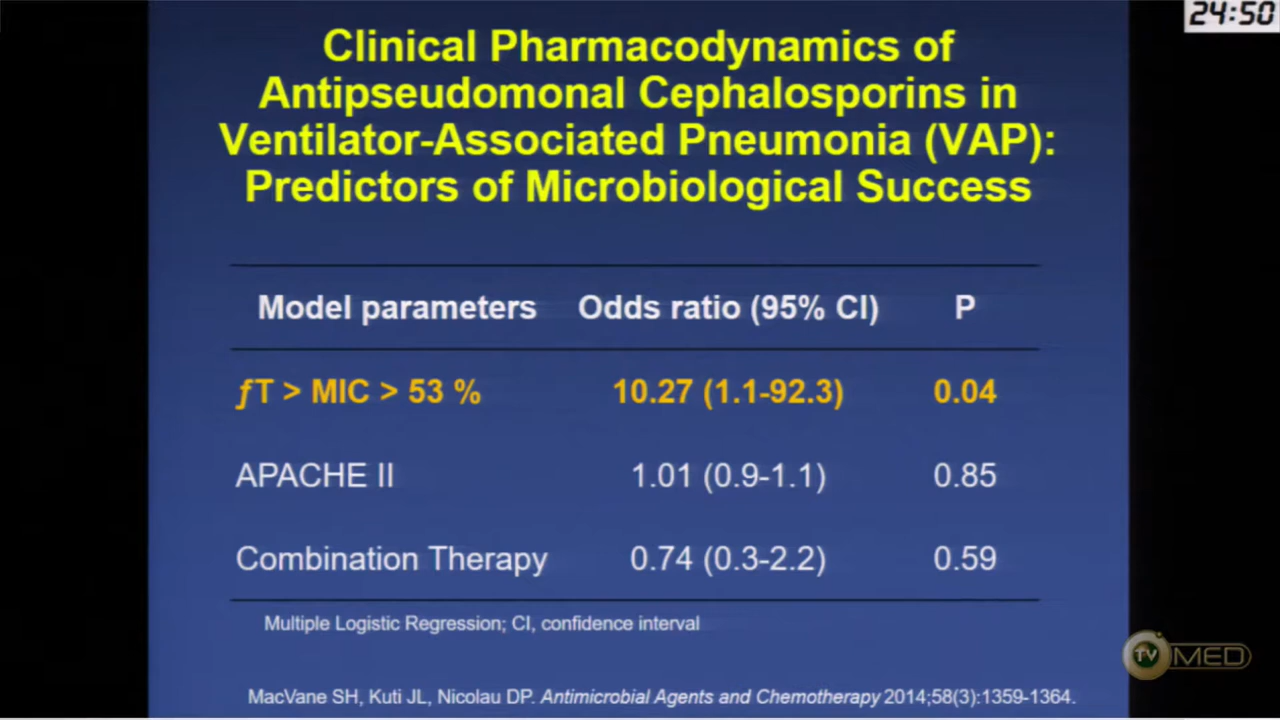 24:50
Clinical Pharmacodynamics of
Antipseudomonal Cephalosporins in
Ventilator-Associated Pneumonia (VAP):
Predictors of Microbiological Success
Model parameters Odds ratio (95% CI) P
ƒT > MIC > 53 % 10.27 (1.1-92.3) 0.04
APACHE II 1.01 (0.9-1.1) 0.85
Combination Therapy 0.74 (0.3-2.2) 0.59
Multiple Logistic Regression; CI, confidence interval
TV MED
MacVane SH, Kuti JL, Nicolau DP. Antimicrobial Agents and Chemotherapy 2014;58(3):1359-1364.